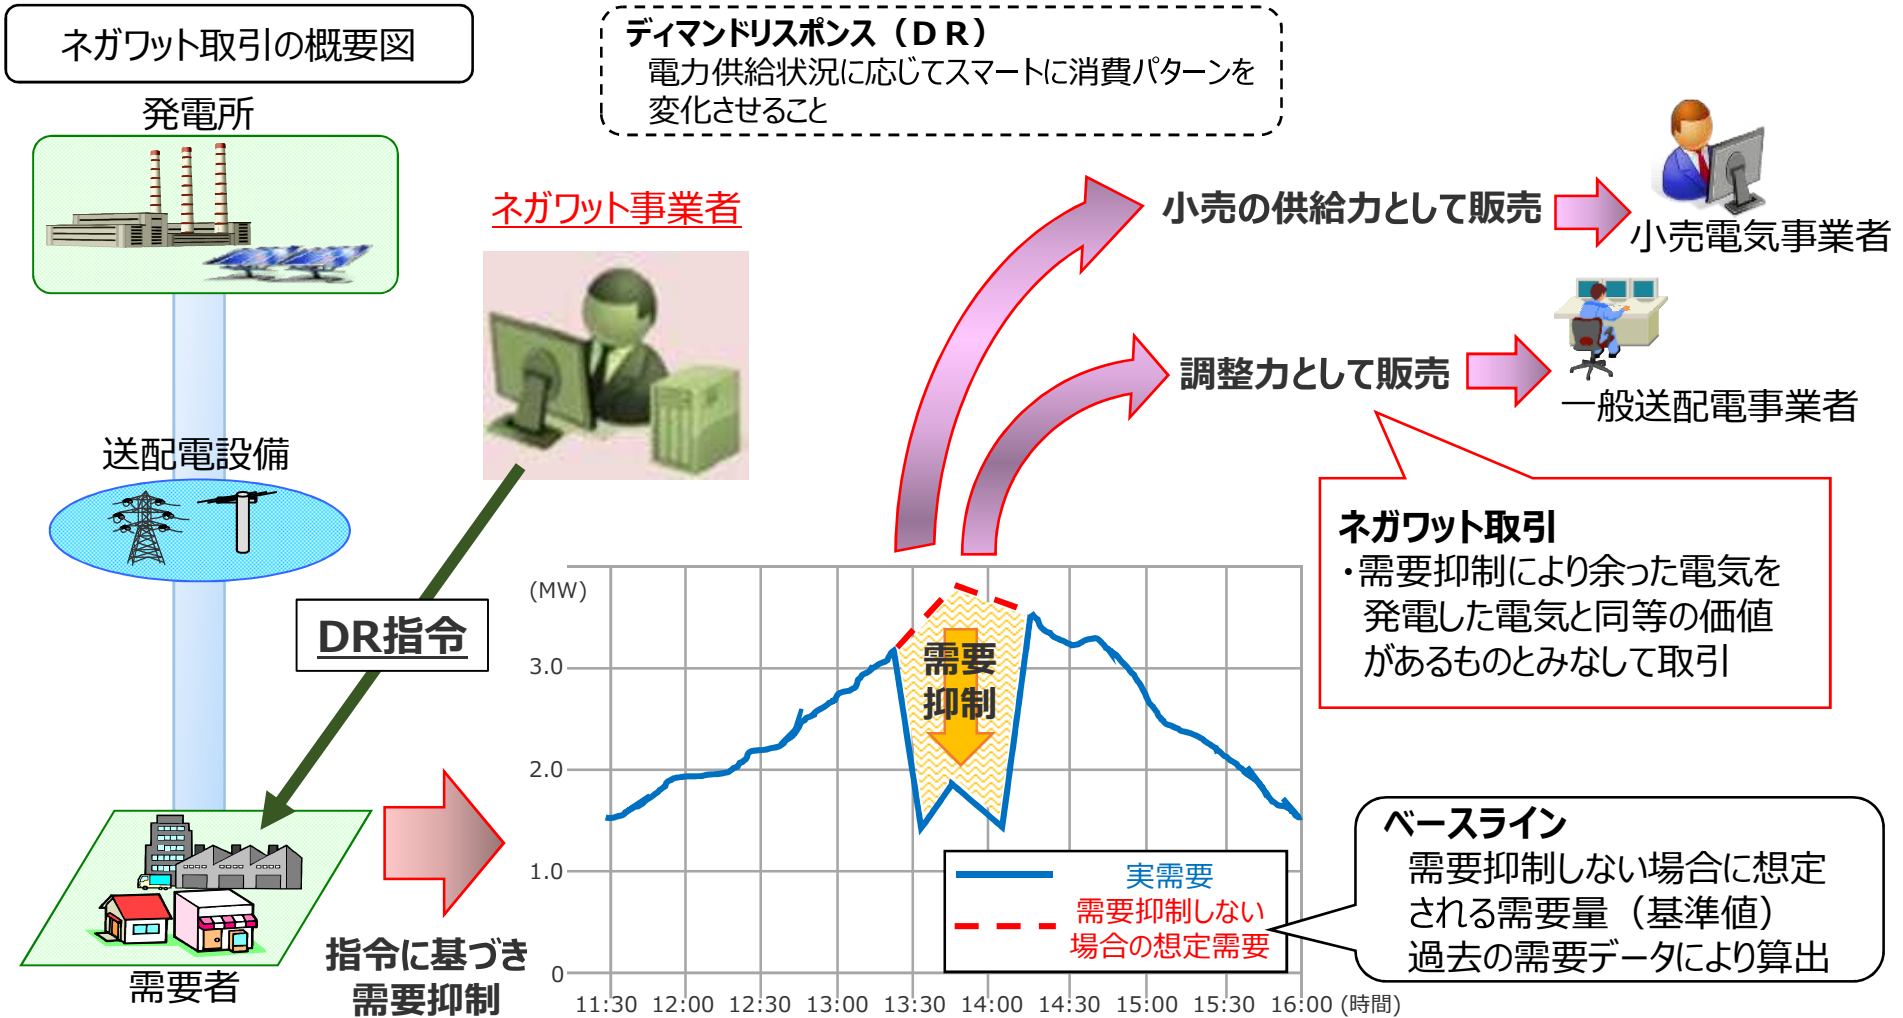 ネガワット取引の概要図
ディマンドリスポンス（ＤＲ）
電力供給状況に応じてスマートに消費パターンを
変化させること
発電所
ネガワット事業者
小売の供給力として販売
小売電気事業者
調整力として販売
一般送配電事業者
送配電設備
ネガワット取引
・需要抑制により余った電気を
発電した電気と同等の価値
があるものとみなして取引
DR指令
(MW)
3.0
2.0
1.0
0
需要
抑制
実需要
需要抑制しない
場合の想定需要
ベースライン
需要抑制しない場合に想定
される需要量（基準値）
過去の需要データにより算出
需要者
指令に基づき
需要抑制
11:30 12:00 12:30 13:00 13:30 14:00 14:30 15:00 15:30 16:00 (時間)